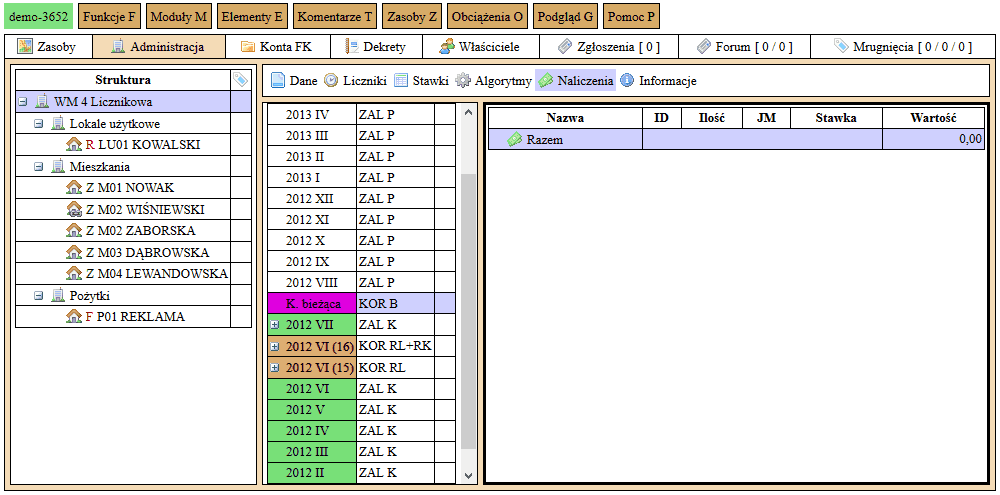 demo-3652 Funkcje F Moduły M Elementy E Komentarze T Zasoby Z Obciążenia O Podgląd G Pomoc P
Zasoby Administracja Konta FK Dekrety Właściciele Zgłoszenia [ 0 ] Forum [ 0 / 0 ] Mrugnięcia [ 0 / 0 / 0 ]
Struktura
WM 4 Licznikowa
Lokale użytkowe
R LU01 KOWALSKI
Mieszkania
Z M01 NOWAK
Z M02 WIŚNIEWSKI
Z M02 ZABORSKA
Z M03 DĄBROWSKA
Z M04 LEWANDOWSKA
Pożytki
F P01 REKLAMA
Dane Liczniki Stawki Algorytmy Naliczenia Informacje
2013 IV ZAL P
2013 III ZAL P
2013 II ZAL P
2013 I ZAL P
2012 XII ZAL P
2012 XI ZAL P
2012 X ZAL P
2012 IX ZAL P
2012 VIII ZAL P
K. bieżąca KOR B
2012 VII ZAL K
2012 VI (16) KOR RL+RK
2012 VI (15) KOR RL
2012 VI ZAL K
2012 V ZAL K
2012 IV ZAL K
2012 III ZAL K
2012 II ZAL K
Nazwa ID Ilość JM Stawka Wartość
Razem 0,00